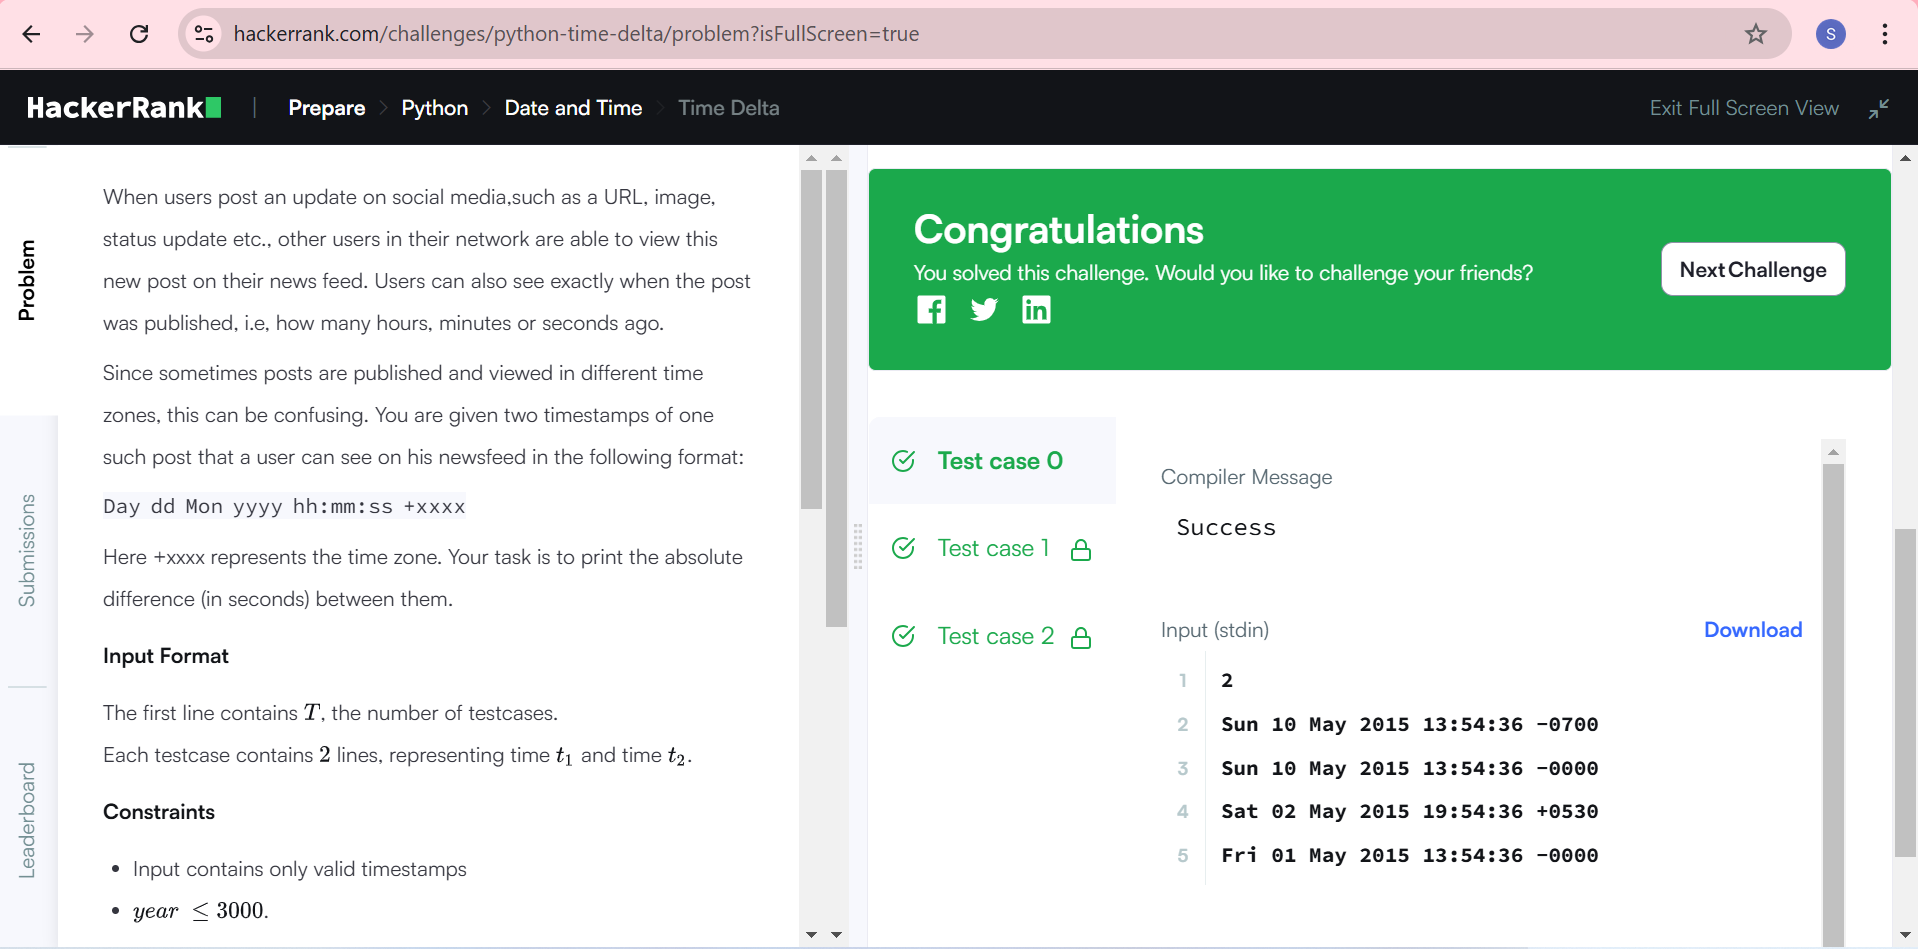 hackerrank.com/challenges/python-time-delta/problem?isFullScreen=true
S
HackerRank
Prepare > Python > Date and Time > Time Delta
Exit Full Screen View
Problem
Submissions
Leaderboard
When users post an update on social media,such as a URL, image,
status update etc., other users in their network are able to view this
new post on their news feed. Users can also see exactly when the post
was published, i.e, how many hours, minutes or seconds ago.
Since sometimes posts are published and viewed in different time
zones, this can be confusing. You are given two timestamps of one
such post that a user can see on his newsfeed in the following format:
Day dd Mon yyyy hh:mm:ss +xxxx
Here +xxxx represents the time zone. Your task is to print the absolute
difference (in seconds) between them.
Input Format
The first line contains T, the number of testcases.
Each testcase contains 2 lines, representing time t₁ and time t₂.
Constraints
• Input contains only valid timestamps
• year ≤ 3000.
Congratulations
You solved this challenge. Would you like to challenge your friends?
Next Challenge
Test case 0
Test case 1
Test case 2
Compiler Message
Success
Input (stdin)
Download
1 2
2 Sun 10 May 2015 13:54:36 -0700
3 Sun 10 May 2015 13:54:36 -0000
4 Sat 02 May 2015 19:54:36 +0530
5 Fri 01 May 2015 13:54:36 -0000